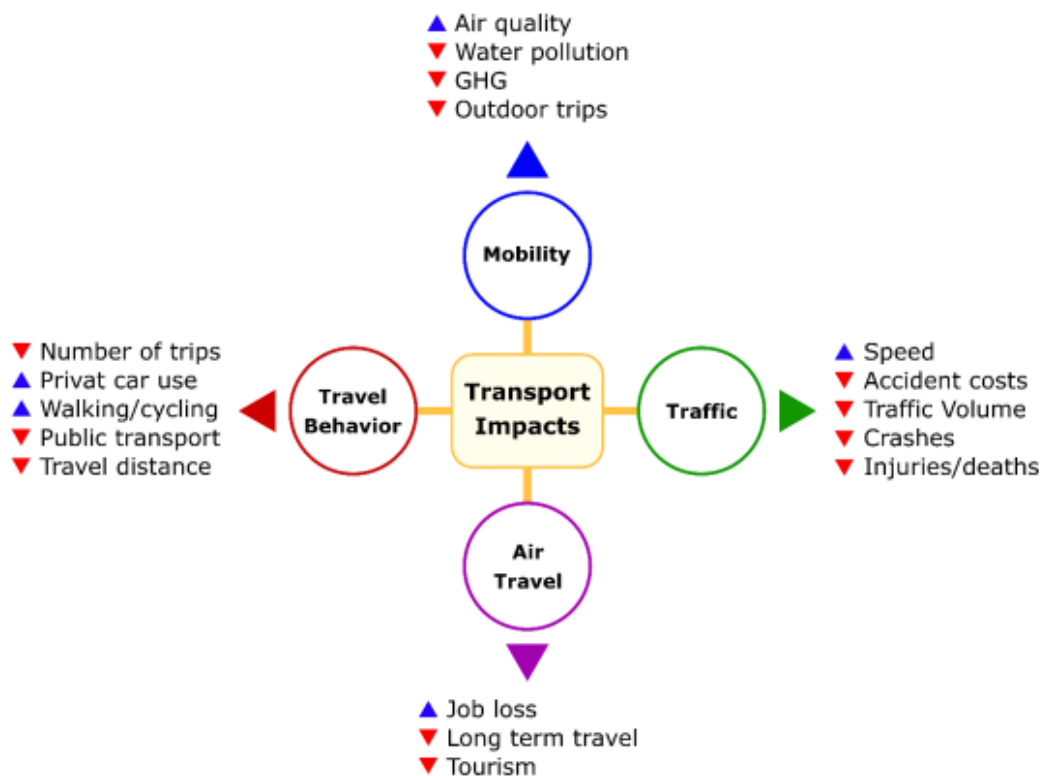 Air quality
Water pollution
GHG
Outdoor trips
Mobility
Number of trips
Privat car use
Walking/cycling
Public transport
Travel distance
Travel
Behavior
Transport
Impacts
Traffic
Speed
Accident costs
Traffic Volume
Crashes
Injuries/deaths
Air
Travel
Job loss
Long term travel
Tourism